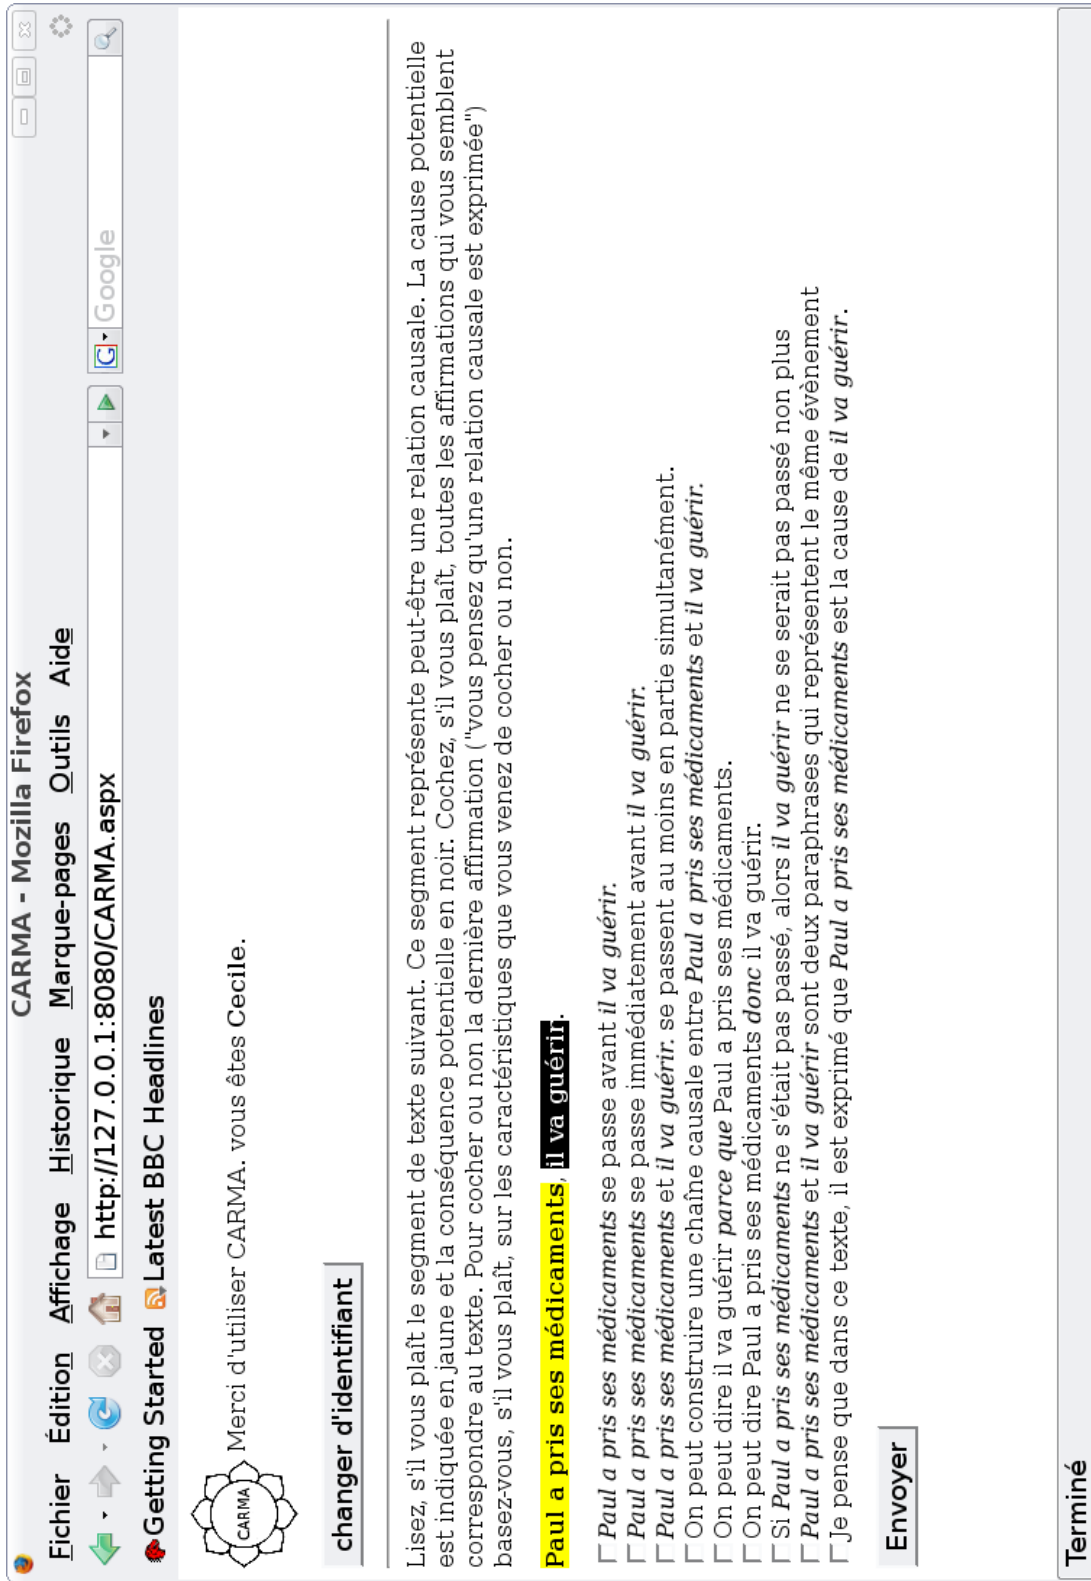 CARMA - Mozilla Firefox
Fichier Édition Affichage Historique Marque-pages Outils Aide
http://127.0.0.1:8080/CARMA.aspx
G Google
Getting Started Latest BBC Headlines
CARMA
Merci d'utiliser CARMA. vous êtes Cecile.
changer d'identifiant
Lisez, s'il vous plaît le segment de texte suivant. Ce segment représente peut-être une relation causale. La cause potentielle
est indiquée en jaune et la conséquence potentielle en noir. Cochez, s'il vous plaît, toutes les affirmations qui vous semblent
correspondre au texte. Pour cocher ou non la dernière affirmation ("vous pensez qu'une relation causale est exprimée")
basez-vous, s'il vous plaît, sur les caractéristiques que vous venez de cocher ou non.
Paul a pris ses médicaments, il va guérir.
Paul a pris ses médicaments se passe avant il va guérir.
Paul a pris ses médicaments se passe immédiatement avant il va guérir.
Paul a pris ses médicaments et il va guérir. se passent au moins en partie simultanément.
On peut construire une chaîne causale entre Paul a pris ses médicaments et il va guérir.
On peut dire il va guérir parce que Paul a pris ses médicaments.
On peut dire Paul a pris ses médicaments donc il va guérir.
Si Paul a pris ses médicaments ne s'était pas passé, alors il va guérir ne se serait pas passé non plus
Paul a pris ses médicaments et il va guérir sont deux paraphrases qui représentent le même évènement
Je pense que dans ce texte, il est exprimé que Paul a pris ses médicaments est la cause de il va guérir.
Envoyer
Terminé